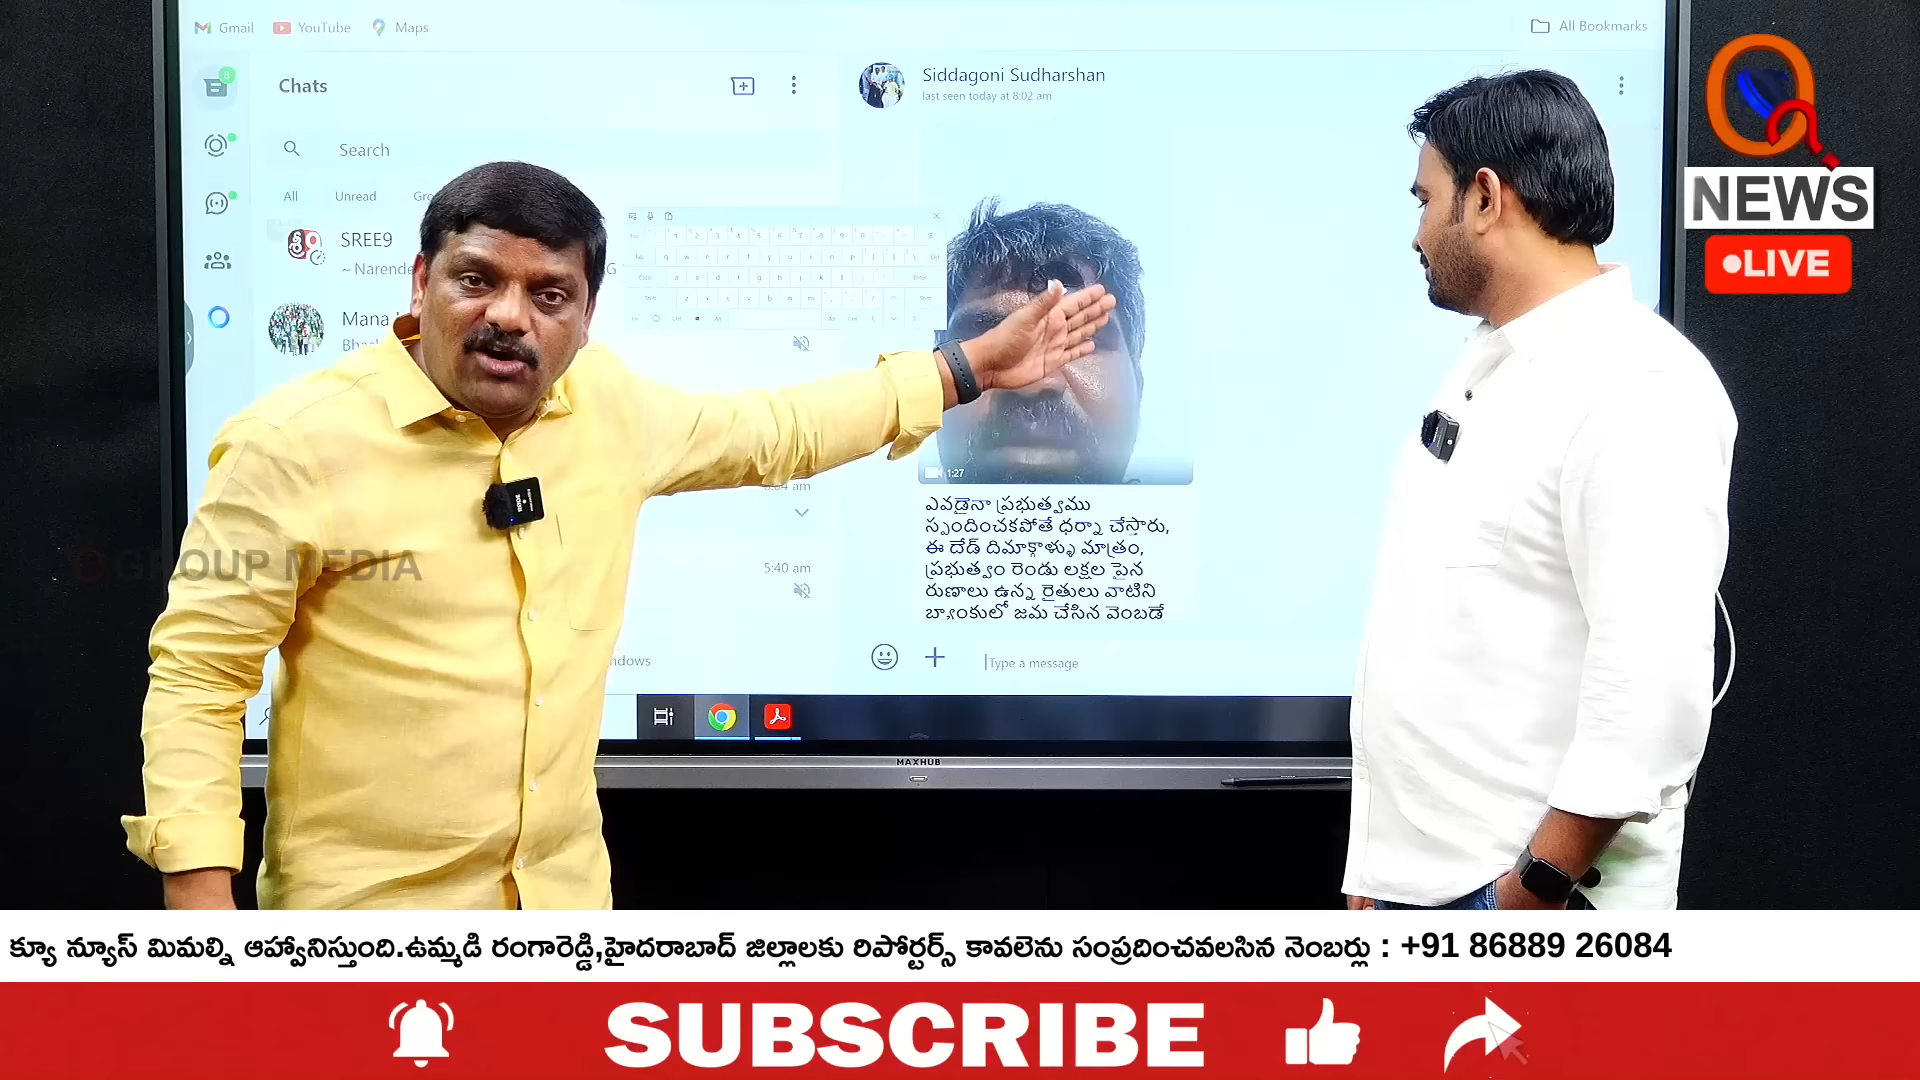 Gmail YouTube Maps
All Bookmarks
8
Chats
Siddagoni Sudharshan
last seen today at 8:02 am
Search
All Unread
SREE9
~ Narende
Mana
NEWS
LIVE
1:27
am
ఎవడైనా ప్రభుత్వము
స్పందించకపోతే ధర్నా చేస్తారు,
ఈ దేడ్ దిమాక్గాళ్ళు మాత్రం,
ప్రభుత్వం రెండు లక్షల పైన
రుణాలు ఉన్న రైతులు వాటిని
బ్యాంకులో జమ చేసిన వెంబడే
GROUP MEDIA
5:40 am
Type a message
MAXHUB
క్యూ న్యూస్ మిమల్ని ఆహ్వానిస్తుంది.ఉమ్మడి రంగారెడ్డి,హైదరాబాద్ జిల్లాలకు రిపోర్టర్స్ కావలెను సంప్రదించవలసిన నెంబర్లు : +91 86889 26084
SUBSCRIBE